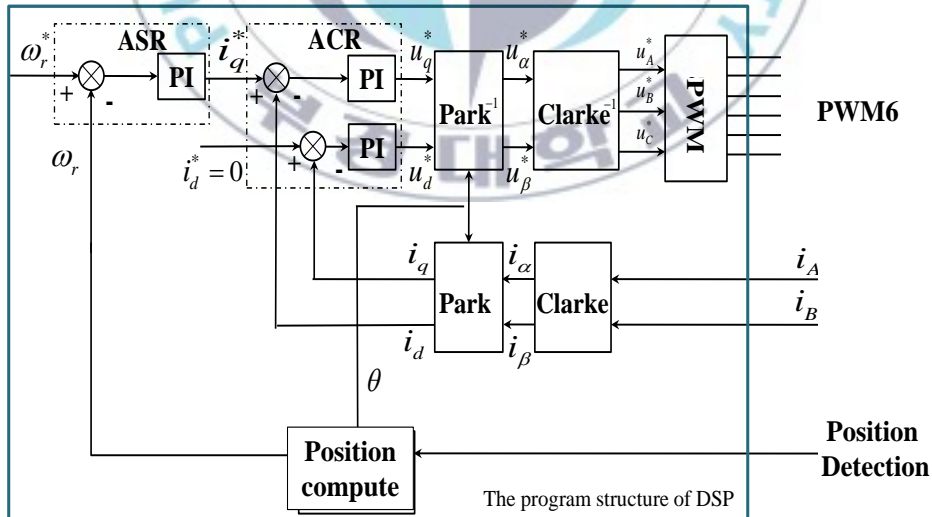 ASR
ACR
ω_r^*
+
-
PI
i_q^*
+
-
PI
u_q^*
Park⁻¹
u_α^*
Clarke⁻¹
u_A^*
u_B^*
u_C^*
PWM
PWM6
ω_r
i_d^* = 0
+
-
PI
u_d^*
u_β^*
i_q
Park
i_α
Clarke
i_A
i_B
i_d
i_β
θ
Position
compute
Position
Detection
The program structure of DSP